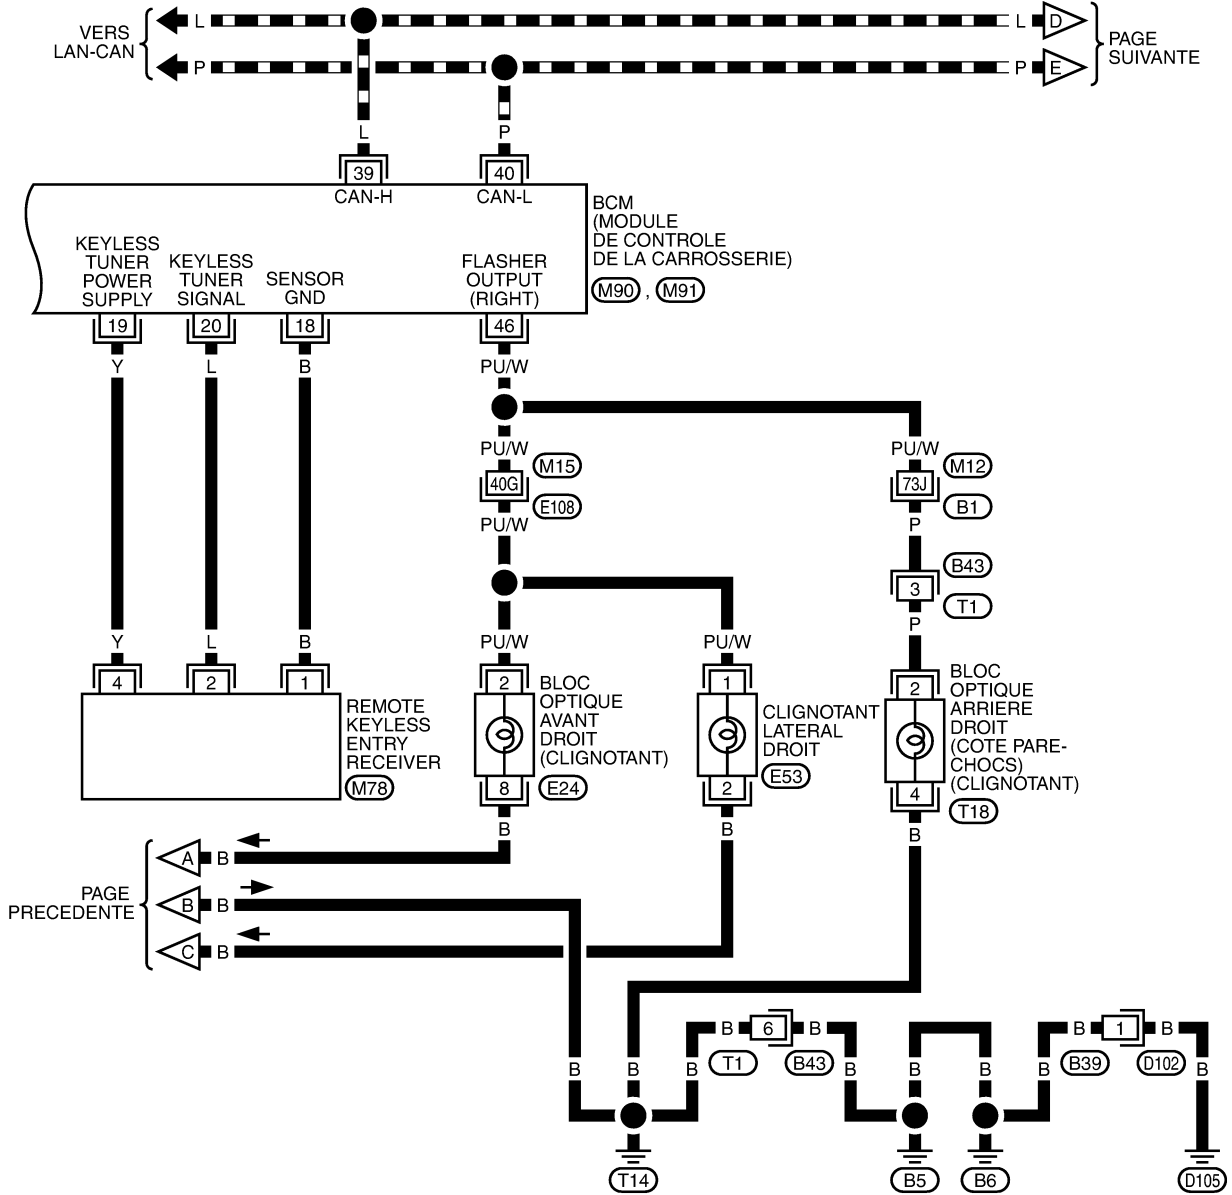 VERS
LAN-CAN
L
L
D
P
P
E
PAGE
SUIVANTE
L
P
39
40
CAN-H
CAN-L
BCM
(MODULE
DE CONTROLE
DE LA CARROSSERIE)
M90 , M91
KEYLESS
TUNER
POWER
SUPPLY
KEYLESS
TUNER
SIGNAL
SENSOR
GND
FLASHER
OUTPUT
(RIGHT)
19
20
18
46
Y
L
B
PU/W
PU/W
PU/W
M15
M12
40G
73J
E108
B1
PU/W
P
B43
3
T1
P
Y
L
B
PU/W
PU/W
4
2
1
2
1
2
REMOTE
KEYLESS
ENTRY
RECEIVER
M78
BLOC
OPTIQUE
AVANT
DROIT
(CLIGNOTANT)
E24
CLIGNOTANT
LATERAL
DROIT
E53
BLOC
OPTIQUE
ARRIERE
DROIT
(COTE PARE-
CHOCS)
(CLIGNOTANT)
T18
8
2
4
B
B
B
PAGE
PRECEDENTE
A
B
B
B
C
B
B
6
B
B
1
B
T1
B43
B39
D102
B
B
B
B
B
B
B
B
T14
B5
B6
D105